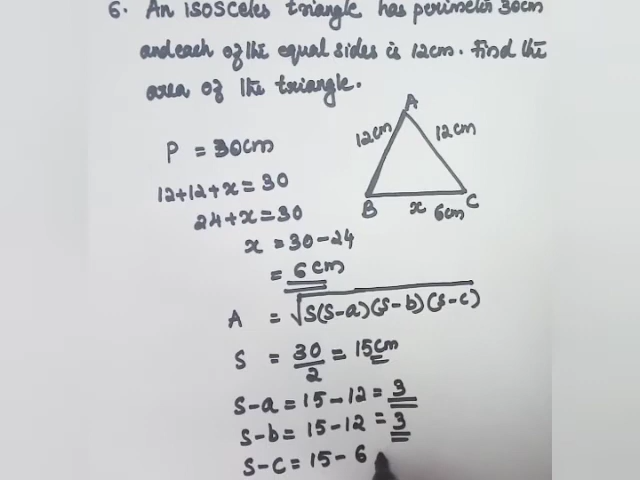 6. An isosceles triangle has perimeter 30cm
and each of the equal sides is 12cm. Find the
area of the triangle.
A
12cm
12cm
B
x
6cm
C
P = 30cm
12+12+x=30
24+x=30
x = 30-24
= 6cm
A = √s(s-a)(s-b)(s-c)
S = 30/2 = 15cm
S-a = 15-12 = 3
S-b = 15-12 = 3
S-c = 15-6